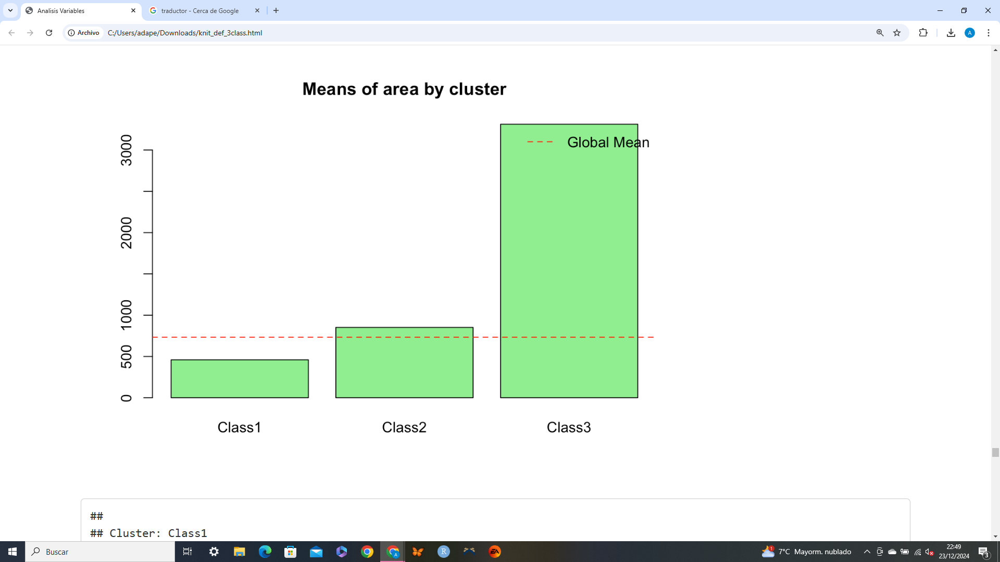 Analisis Variables
traductor - Cerca de Google
Archivo
C:/Users/adape/Downloads/knit_def_3class.html
A
Means of area by cluster
Global Mean
3000
2000
1000
500
0
Class1
Class2
Class3
##
## Cluster: Class1
Buscar
A
R
EA
1
7°C Mayorm. nublado
22:49
23/12/2024
3